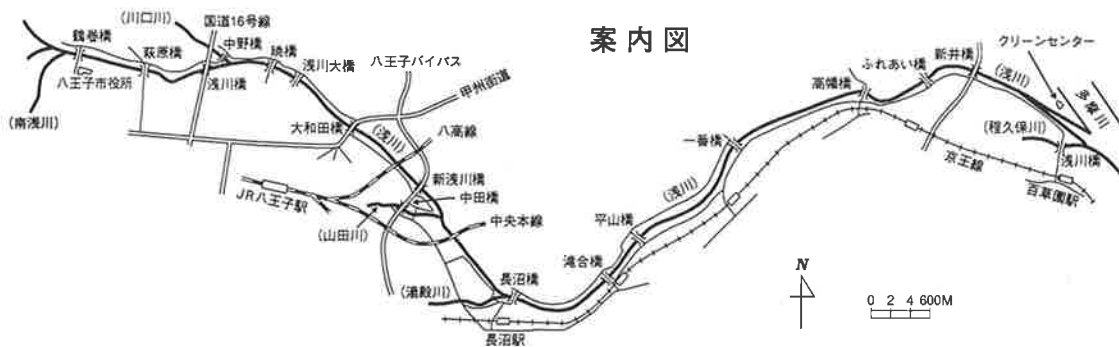 案内図
(川口川)
国道16号線
鶴巻橋
萩原橋
中野橋
暁橋
浅川大橋
八王子バイパス
甲州街道
八王子市役所
浅川橋
(南浅川)
大和田橋
(浅川)
八高線
新浅川橋
中田橋
JR八王子駅
(山田川)
中央本線
(湯殿川)
長沼橋
長沼駅
滝合橋
平山橋
(浅川)
一番橋
高幡橋
ふれあい橋
新井橋
クリーンセンター
(浅川)
多摩川
(程久保川)
浅川橋
京王線
百草園駅
N
0 2 4 600M